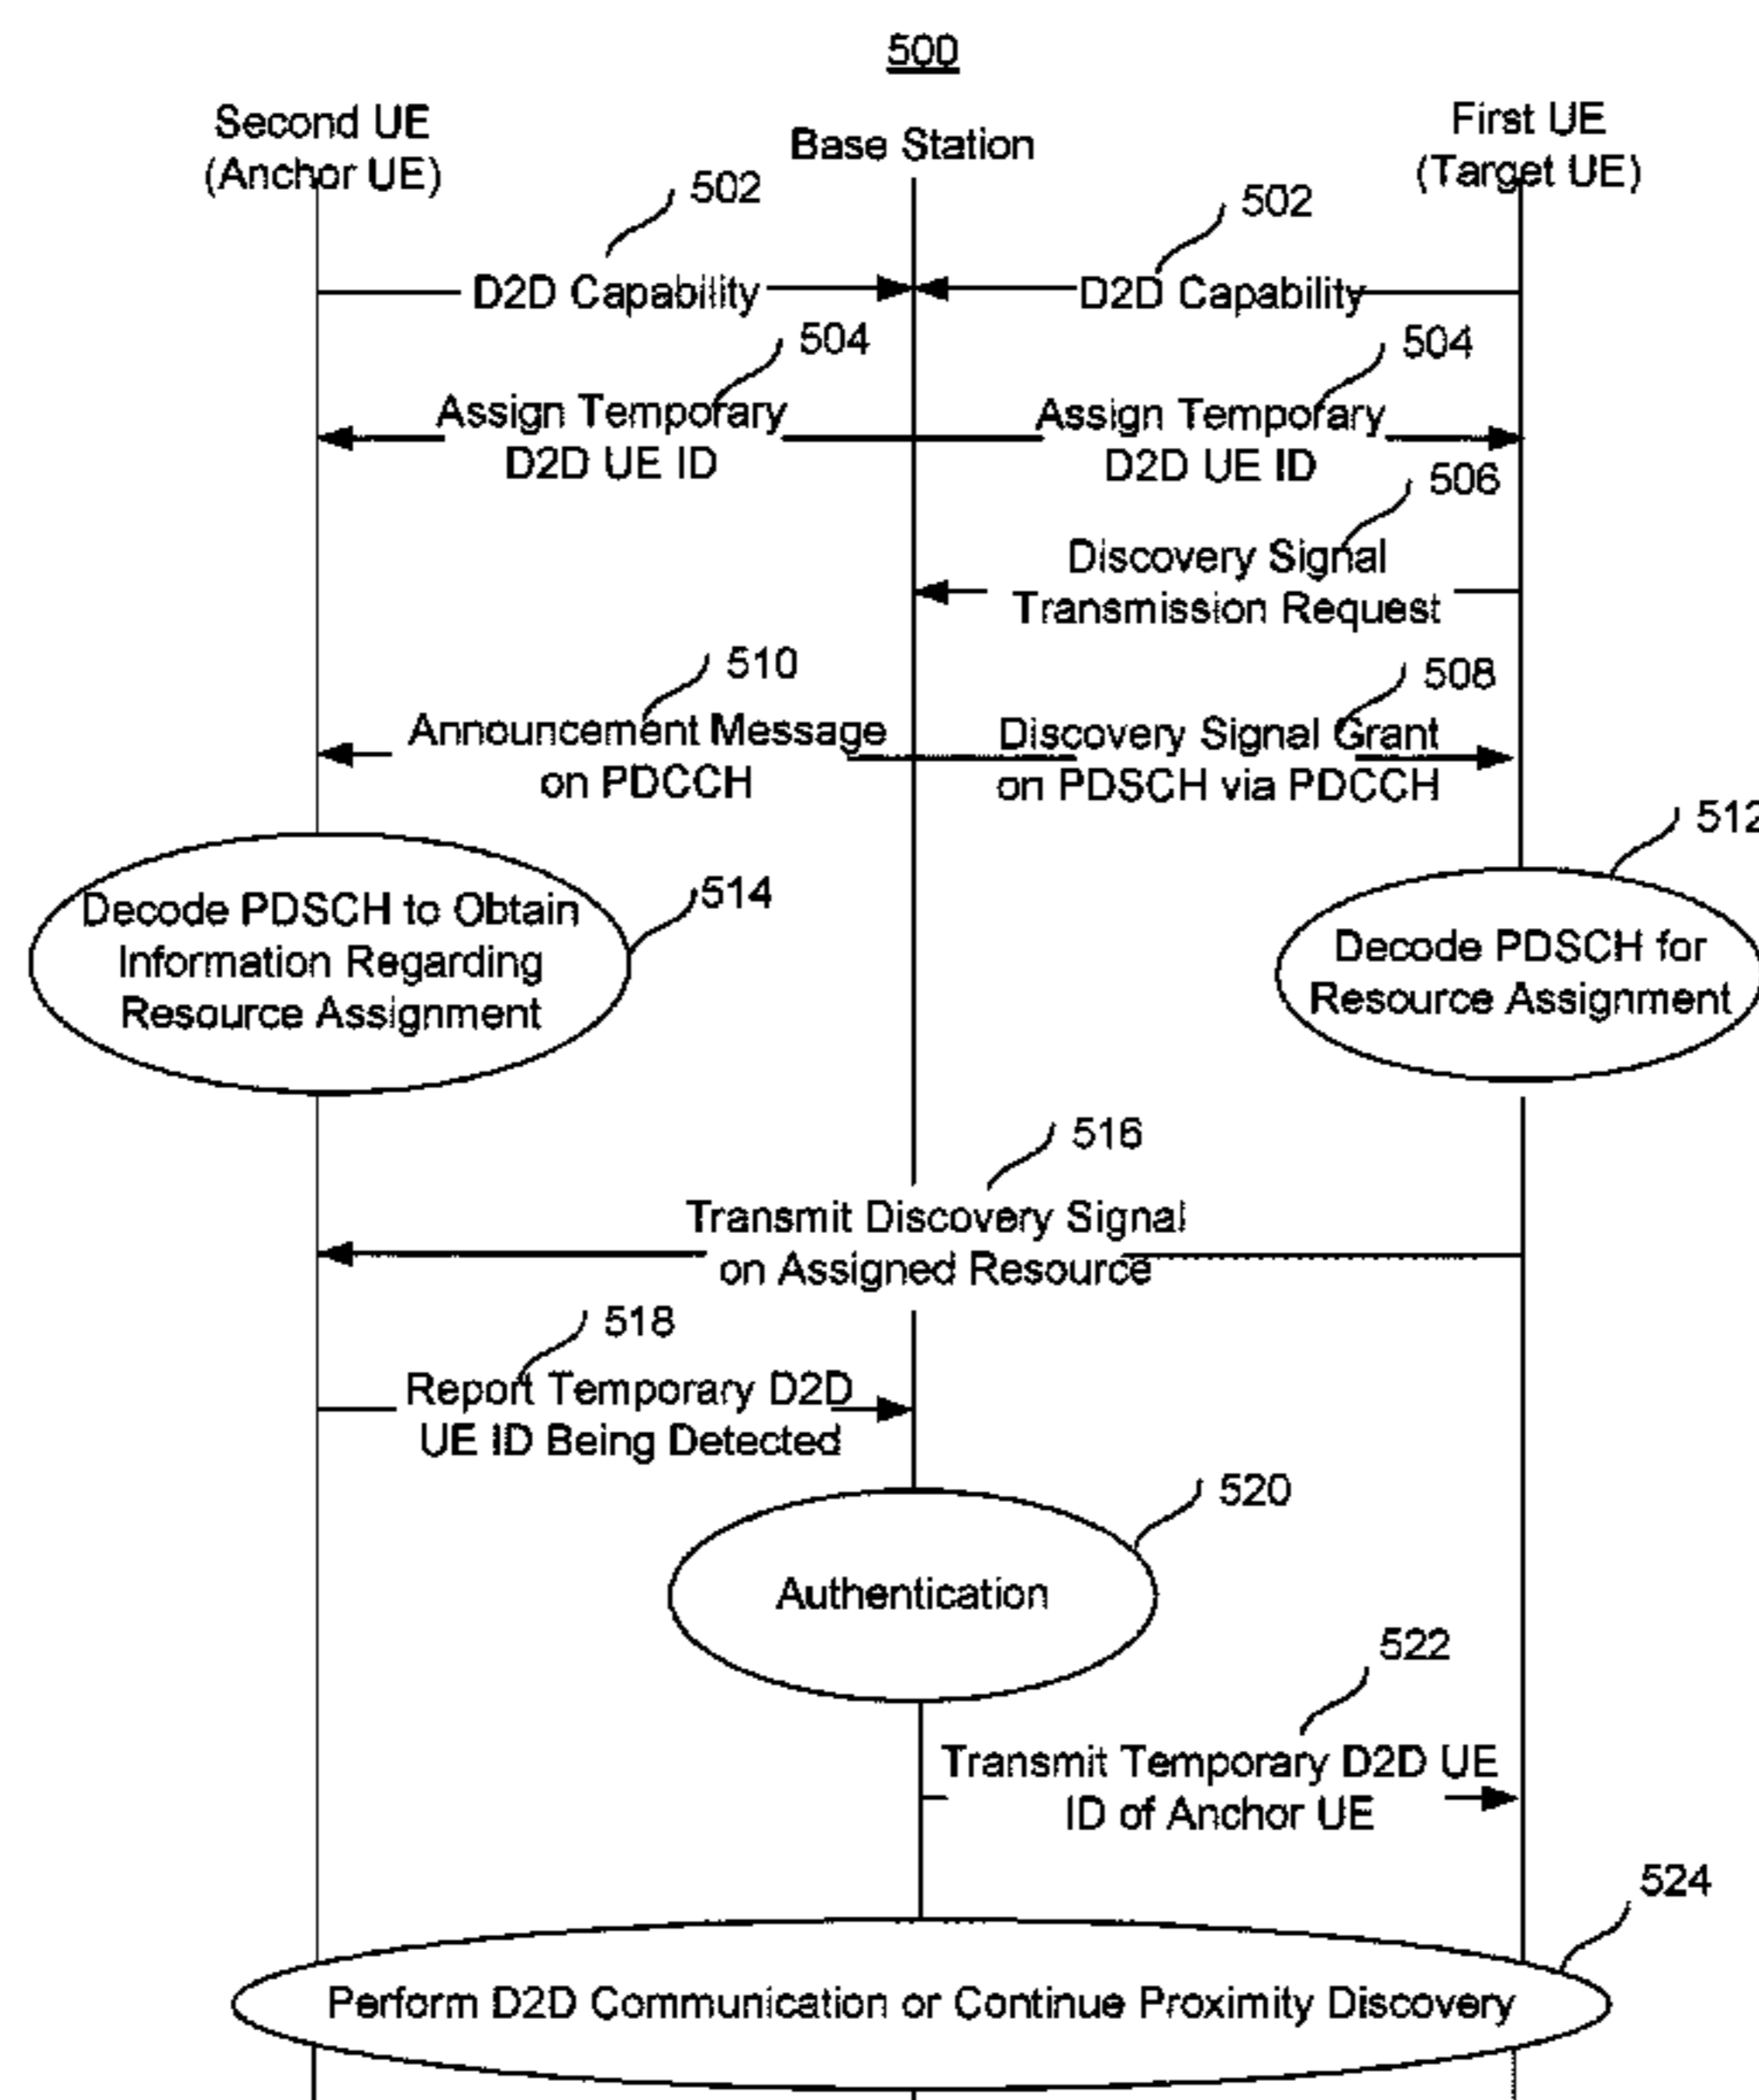 500
Second UE
(Anchor UE)
Base Station
First UE
(Target UE)
502
502
D2D Capability
D2D Capability
504
504
Assign Temporary
D2D UE ID
Assign Temporary
D2D UE ID
506
Discovery Signal
Transmission Request
510
508
Announcement Message
on PDCCH
Discovery Signal Grant
on PDSCH via PDCCH
512
514
Decode PDSCH to Obtain
Information Regarding
Resource Assignment
Decode PDSCH for
Resource Assignment
516
Transmit Discovery Signal
on Assigned Resource
518
Report Temporary D2D
UE ID Being Detected
520
Authentication
522
Transmit Temporary D2D UE
ID of Anchor UE
524
Perform D2D Communication or Continue Proximity Discovery